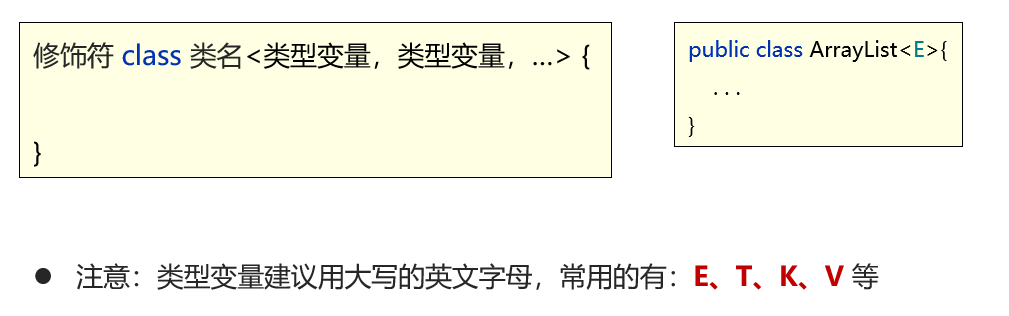 修饰符 class 类名<类型变量，类型变量，…> {
}
public class ArrayList<E>{
. . .
}
● 注意：类型变量建议用大写的英文字母，常用的有：E、T、K、V 等